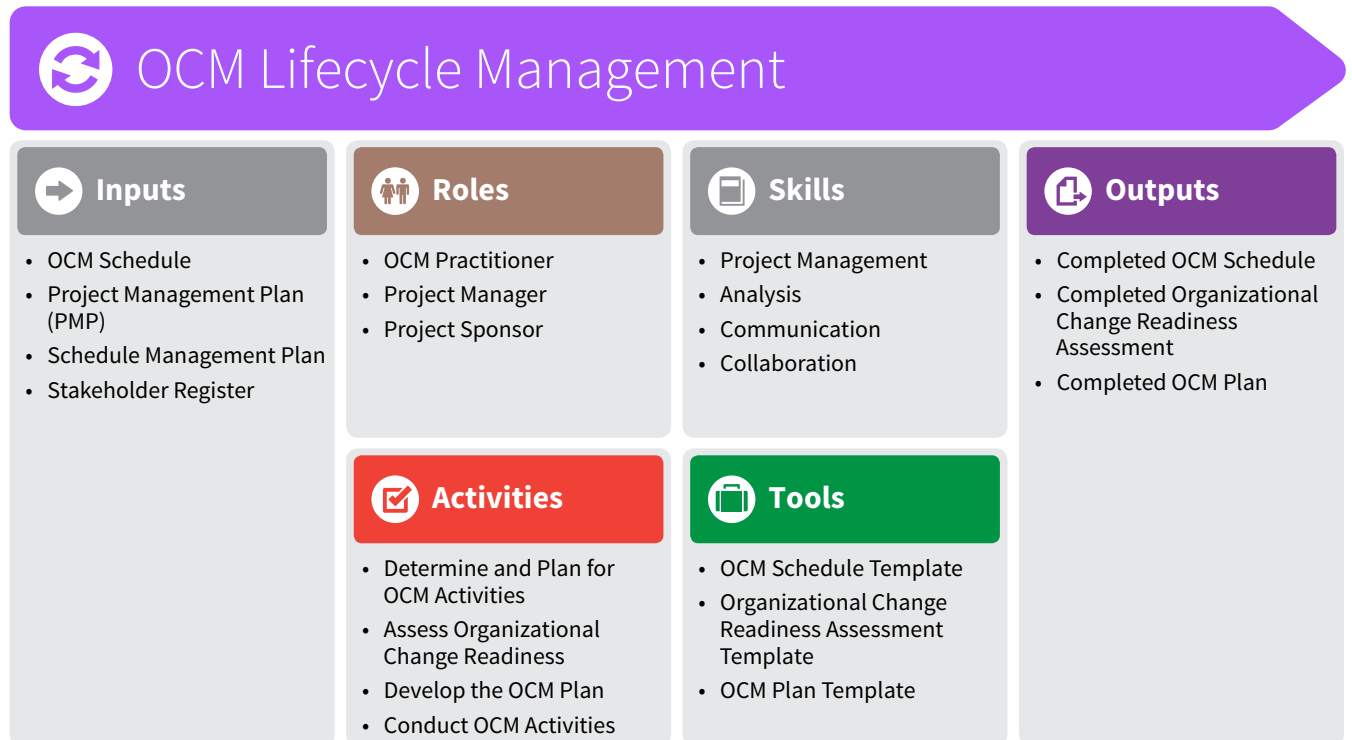 OCM Lifecycle Management
Inputs
• OCM Schedule
• Project Management Plan
(PMP)
• Schedule Management Plan
• Stakeholder Register
Roles
• OCM Practitioner
• Project Manager
• Project Sponsor
Skills
• Project Management
• Analysis
• Communication
• Collaboration
Outputs
• Completed OCM Schedule
• Completed Organizational
Change Readiness
Assessment
• Completed OCM Plan
Activities
• Determine and Plan for
OCM Activities
• Assess Organizational
Change Readiness
• Develop the OCM Plan
• Conduct OCM Activities
Tools
• OCM Schedule Template
• Organizational Change
Readiness Assessment
Template
• OCM Plan Template